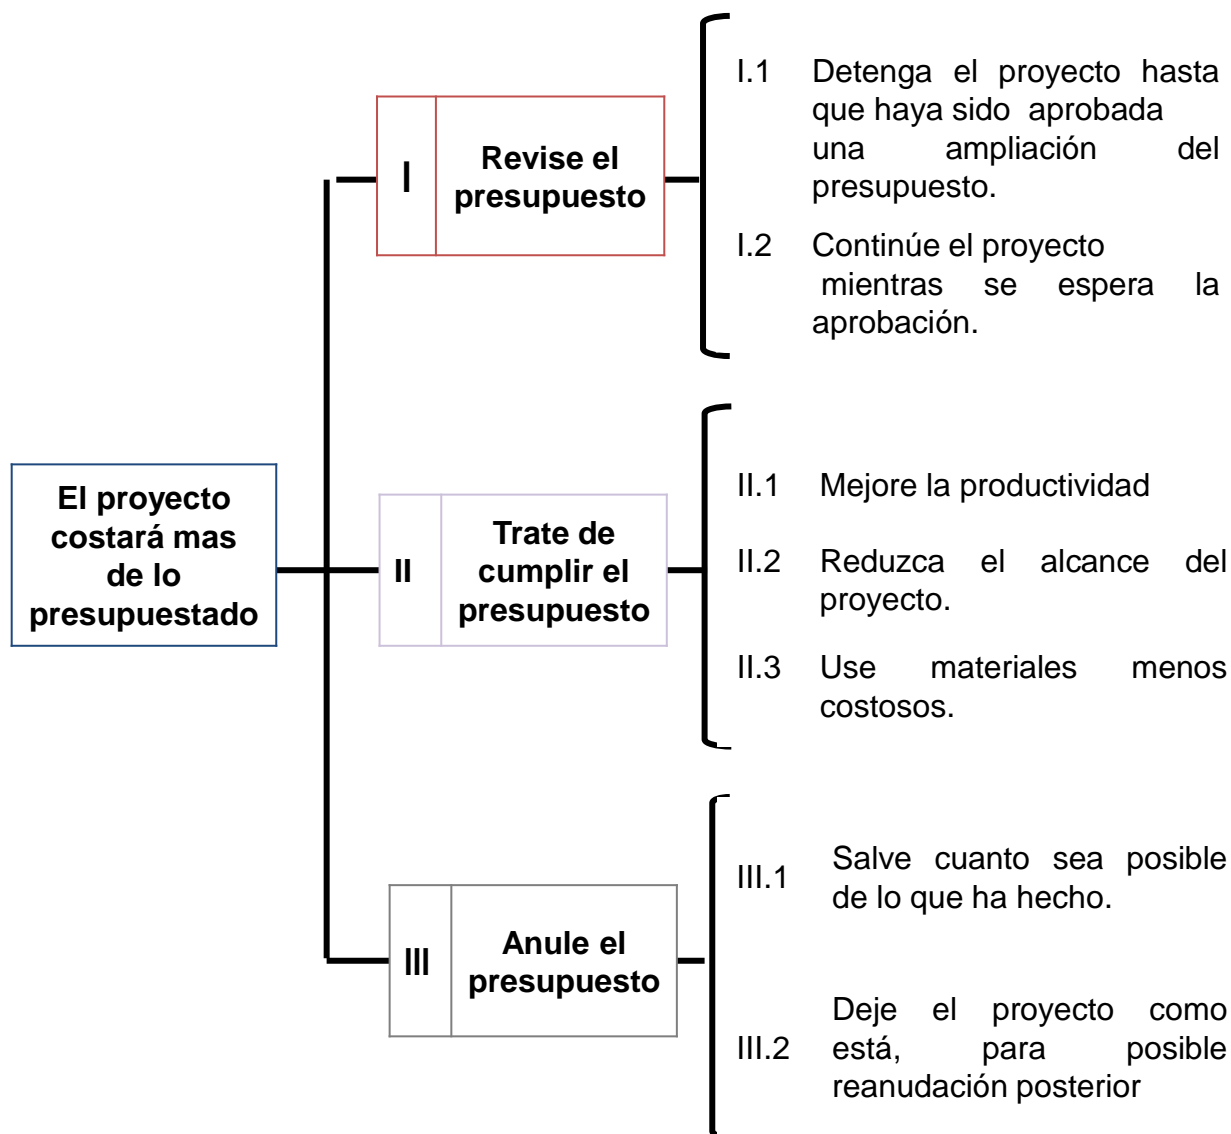 El proyecto
costará mas
de lo
presupuestado
I
Revise el
presupuesto
I.1 Detenga el proyecto hasta
que haya sido aprobada
una ampliación del
presupuesto.
I.2 Continúe el proyecto
mientras se espera la
aprobación.
II
Trate de
cumplir el
presupuesto
II.1 Mejore la productividad
II.2 Reduzca el alcance del
proyecto.
II.3 Use materiales menos
costosos.
III
Anule el
presupuesto
III.1 Salve cuanto sea posible
de lo que ha hecho.
III.2 Deje el proyecto como
está, para posible
reanudación posterior